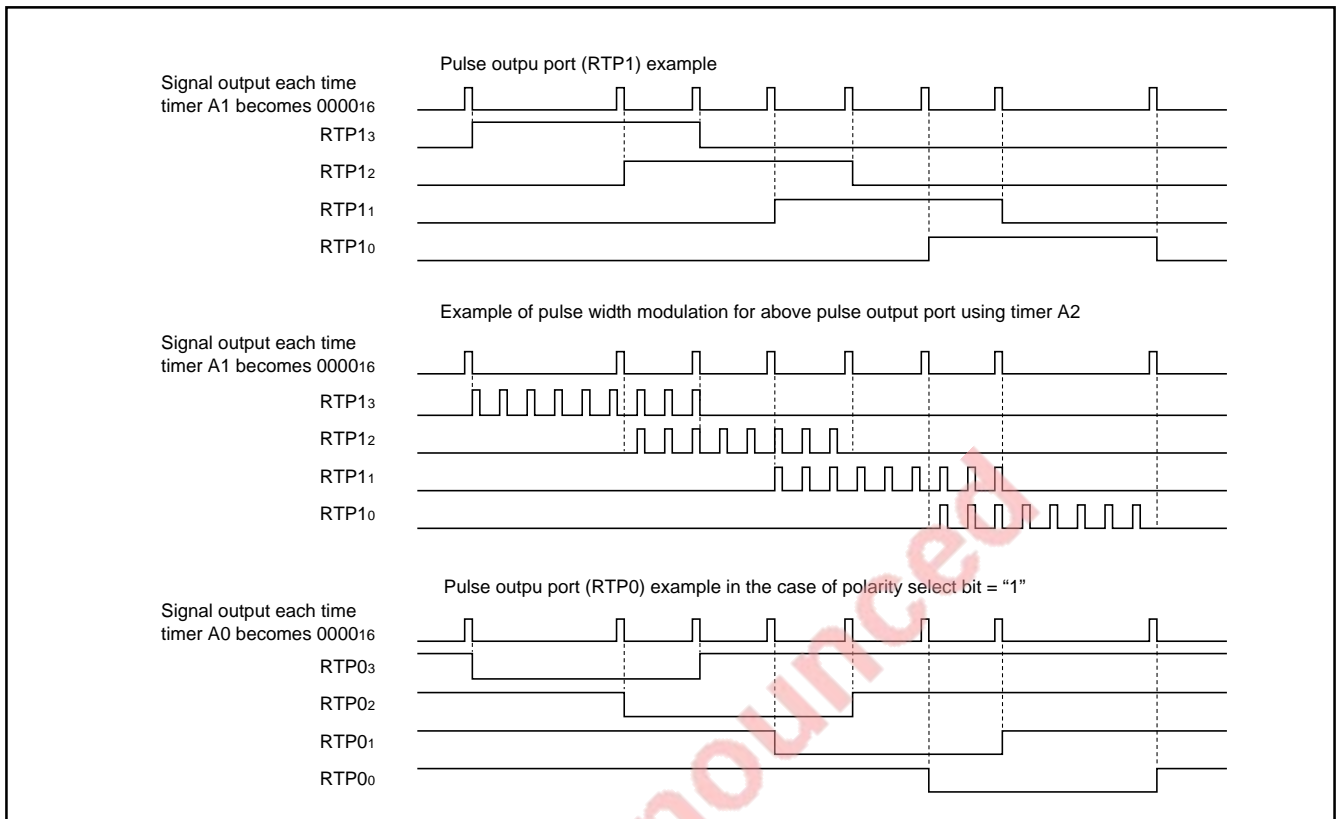 Pulse outpu port (RTP1) example
Signal output each time
timer A1 becomes 000016
RTP13
RTP12
RTP11
RTP10
Example of pulse width modulation for above pulse output port using timer A2
Signal output each time
timer A1 becomes 000016
RTP13
RTP12
RTP11
RTP10
Pulse outpu port (RTP0) example in the case of polarity select bit = “1”
Signal output each time
timer A0 becomes 000016
RTP03
RTP02
RTP01
RTP00
nounced